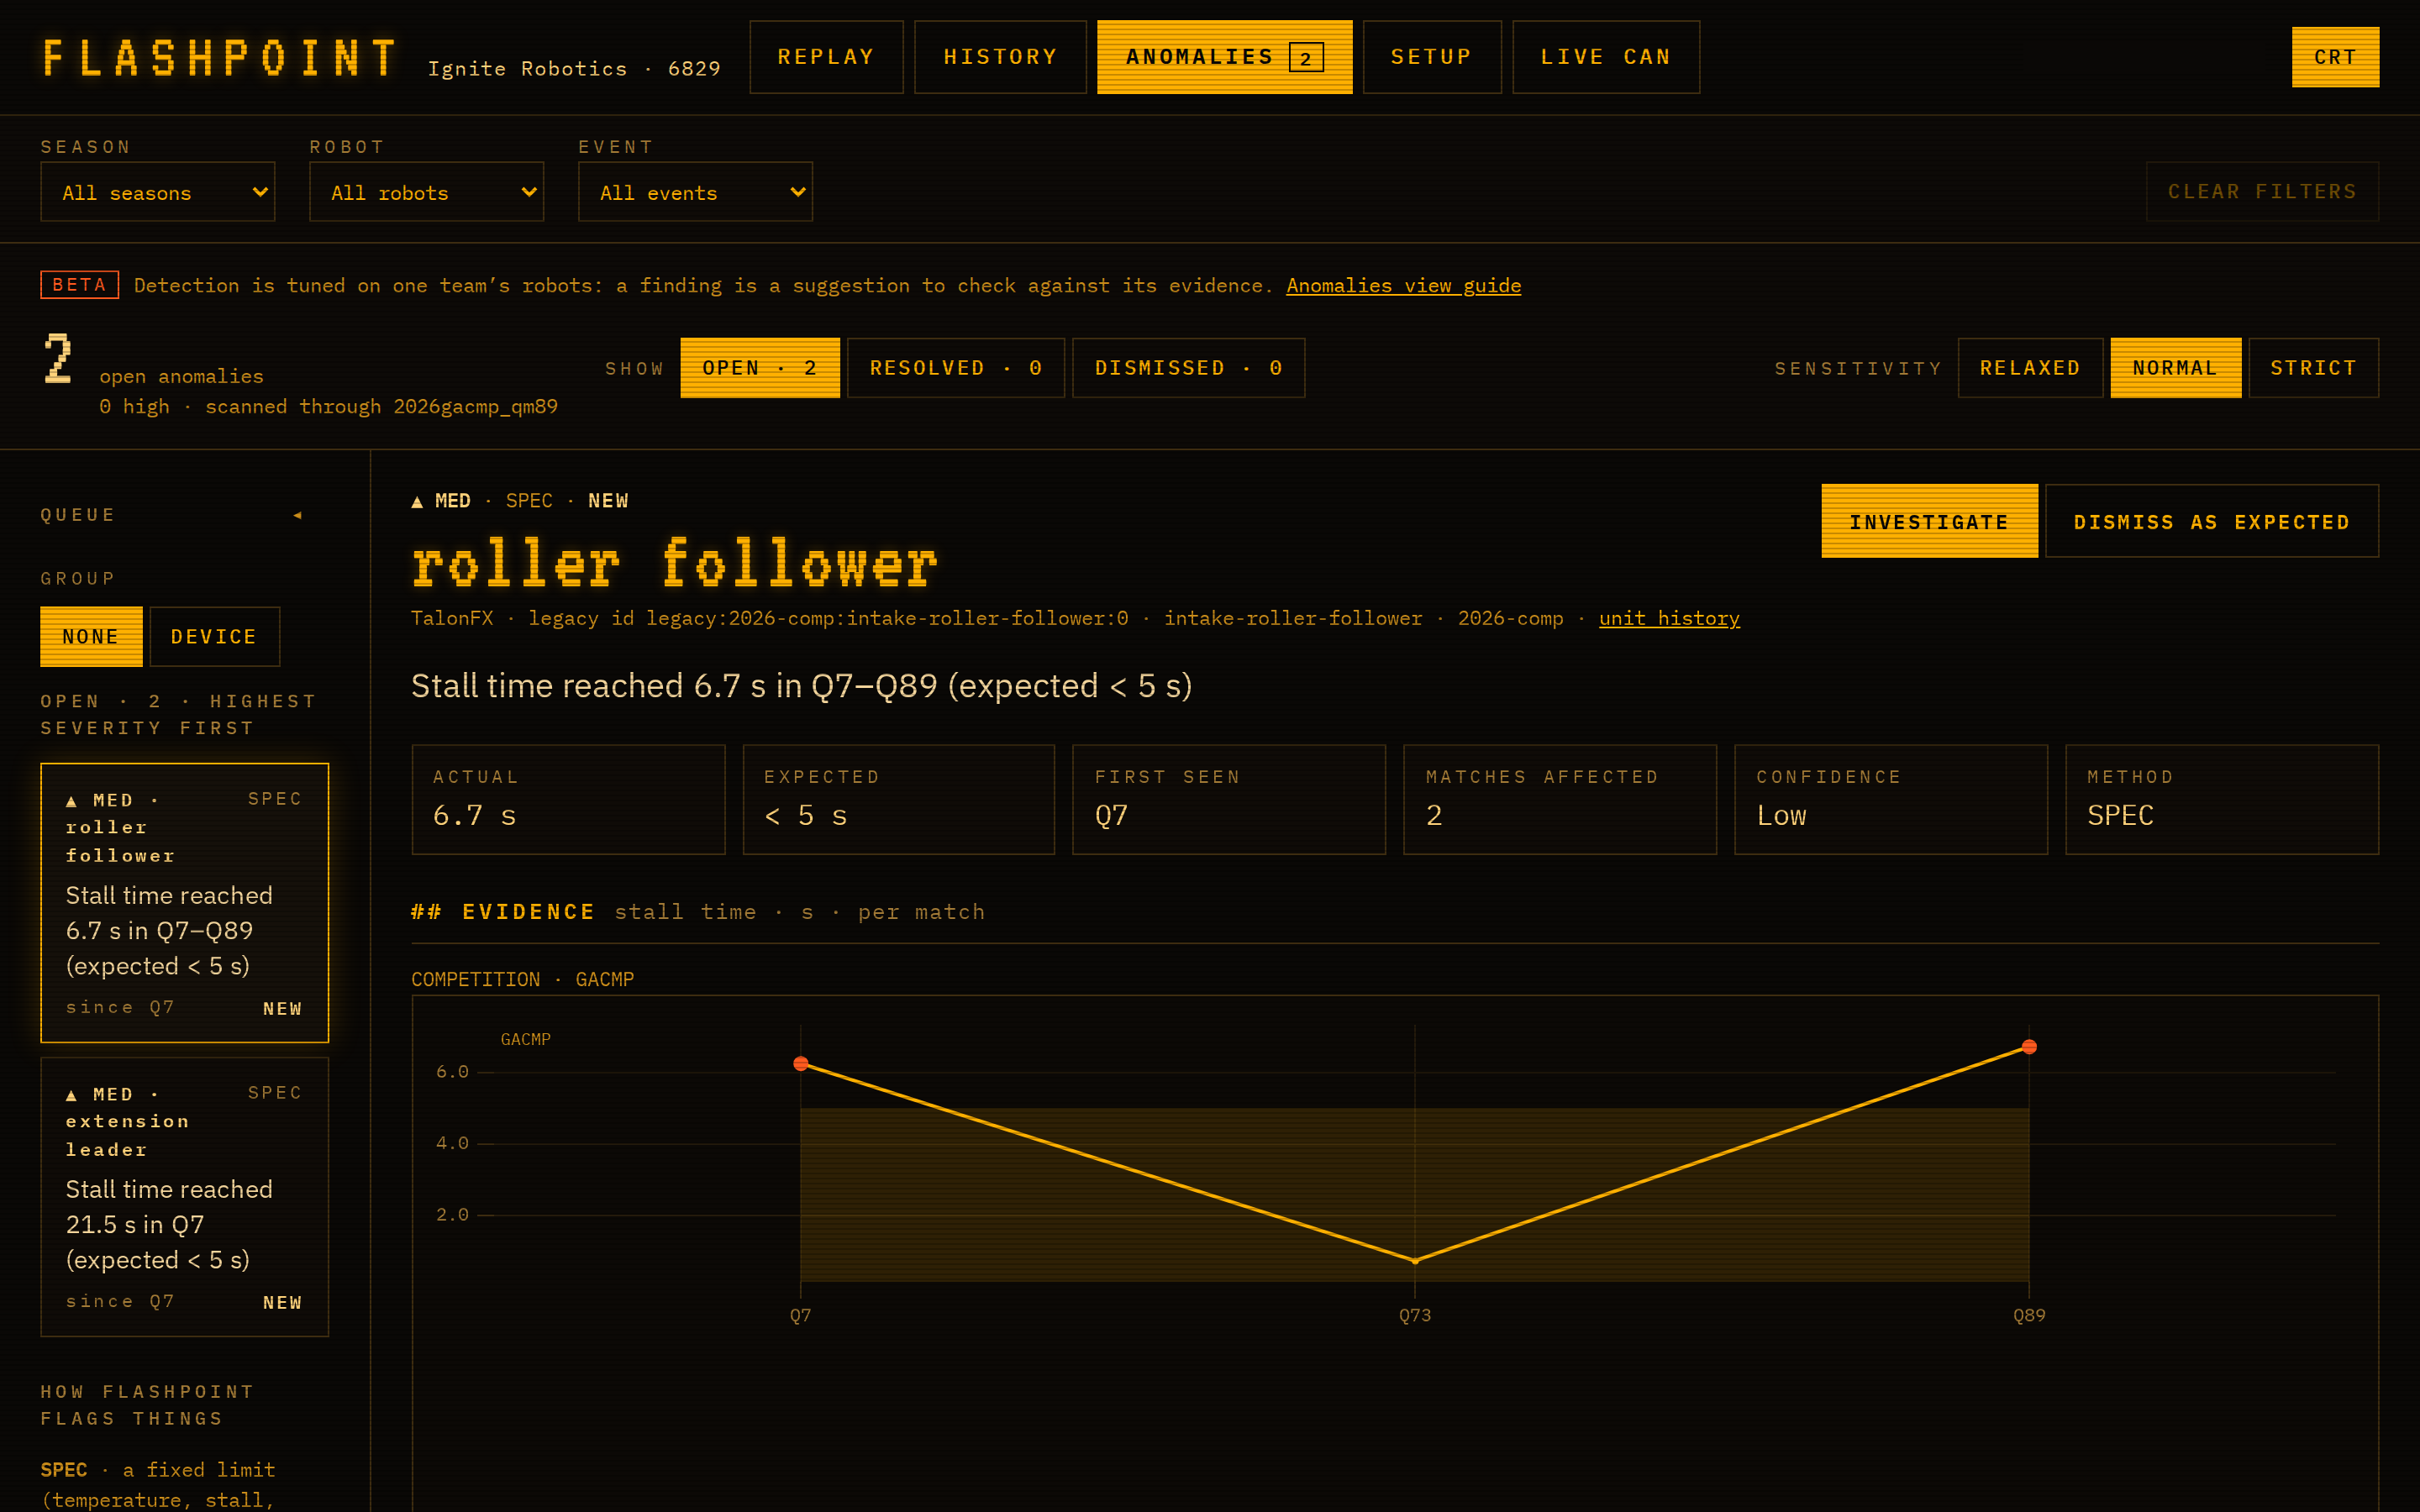 FLASHPOINT
Ignite Robotics · 6829
REPLAY
HISTORY
ANOMALIES 2
SETUP
LIVE CAN
CRT
SEASON
ROBOT
EVENT
All seasons
All robots
All events
CLEAR FILTERS
BETA Detection is tuned on one team’s robots: a finding is a suggestion to check against its evidence. Anomalies view guide
2
open anomalies
0 high · scanned through 2026gacmp_qm89
SHOW
OPEN · 2
RESOLVED · 0
DISMISSED · 0
SENSITIVITY
RELAXED
NORMAL
STRICT
QUEUE ◂
GROUP
NONE
DEVICE
OPEN · 2 · HIGHEST
SEVERITY FIRST
▲ MED · SPEC
roller
follower
Stall time reached
6.7 s in Q7–Q89
(expected < 5 s)
since Q7 NEW
▲ MED · SPEC
extension
leader
Stall time reached
21.5 s in Q7
(expected < 5 s)
since Q7 NEW
HOW FLASHPOINT
FLAGS THINGS
SPEC · a fixed limit
(temperature, stall,
▲ MED · SPEC · NEW
roller follower
INVESTIGATE
DISMISS AS EXPECTED
TalonFX · legacy id legacy:2026-comp:intake-roller-follower:0 · intake-roller-follower · 2026-comp · unit history
Stall time reached 6.7 s in Q7–Q89 (expected < 5 s)
ACTUAL
6.7 s
EXPECTED
< 5 s
FIRST SEEN
Q7
MATCHES AFFECTED
2
CONFIDENCE
Low
METHOD
SPEC
## EVIDENCE stall time · s · per match
COMPETITION · GACMP
GACMP
6.0
4.0
2.0
Q7
Q73
Q89